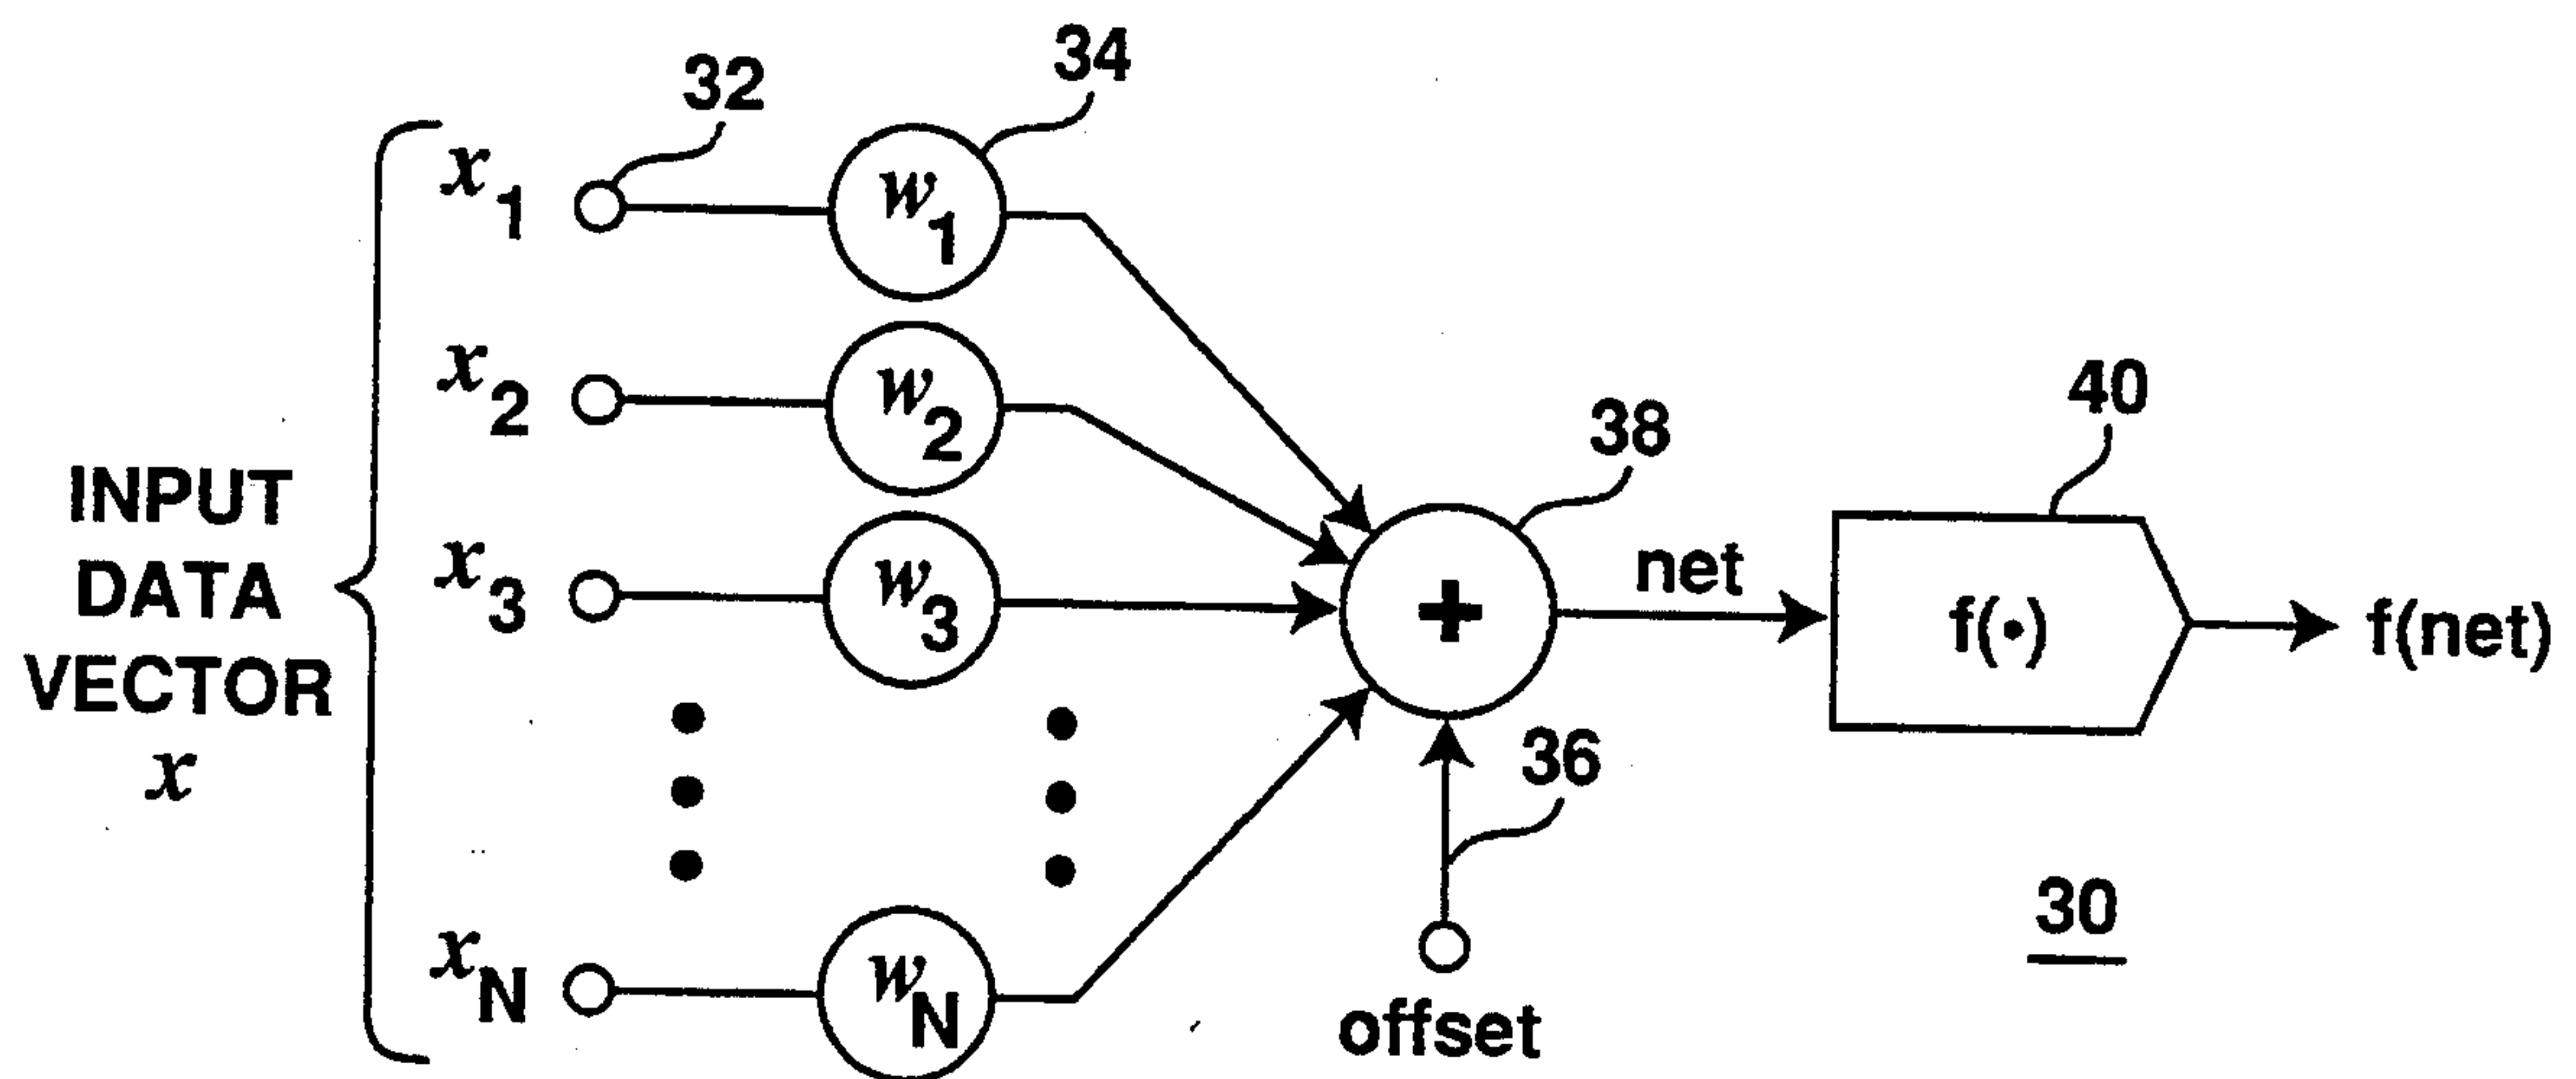 32
34
x1
w1
x2
w2
40
38
INPUT
DATA
VECTOR
x
x3
w3
+
net
f(•)
f(net)
36
30
xN
wN
offset